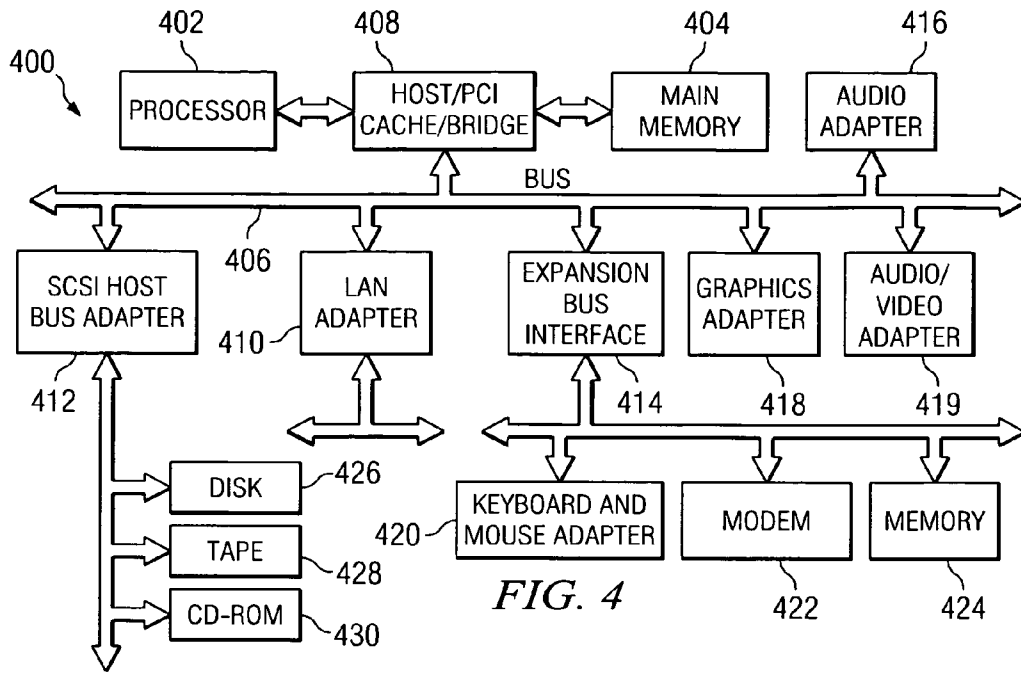 402
408
404
416
400
PROCESSOR
HOST/PCI
CACHE/BRIDGE
MAIN
MEMORY
AUDIO
ADAPTER
BUS
406
SCSI HOST
BUS ADAPTER
412
LAN
ADAPTER
410
EXPANSION
BUS
INTERFACE
414
GRAPHICS
ADAPTER
418
AUDIO/
VIDEO
ADAPTER
419
DISK
426
TAPE
428
CD-ROM
430
KEYBOARD AND
MOUSE ADAPTER
420
MODEM
422
MEMORY
424
FIG. 4